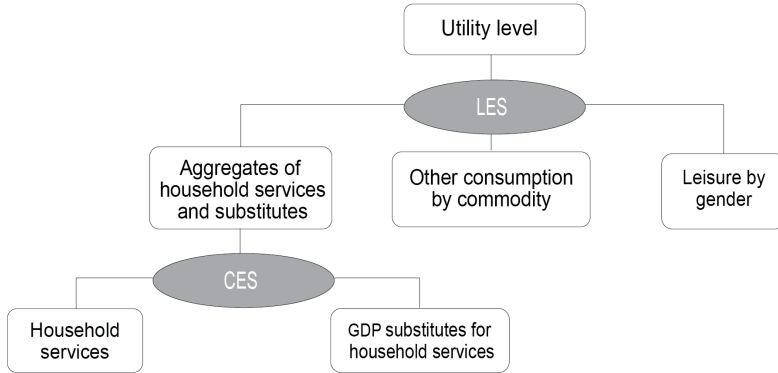 Utility level
LES
Aggregates of
household services
and substitutes
Other consumption
by commodity
Leisure by
gender
CES
Household
services
GDP substitutes for
household services